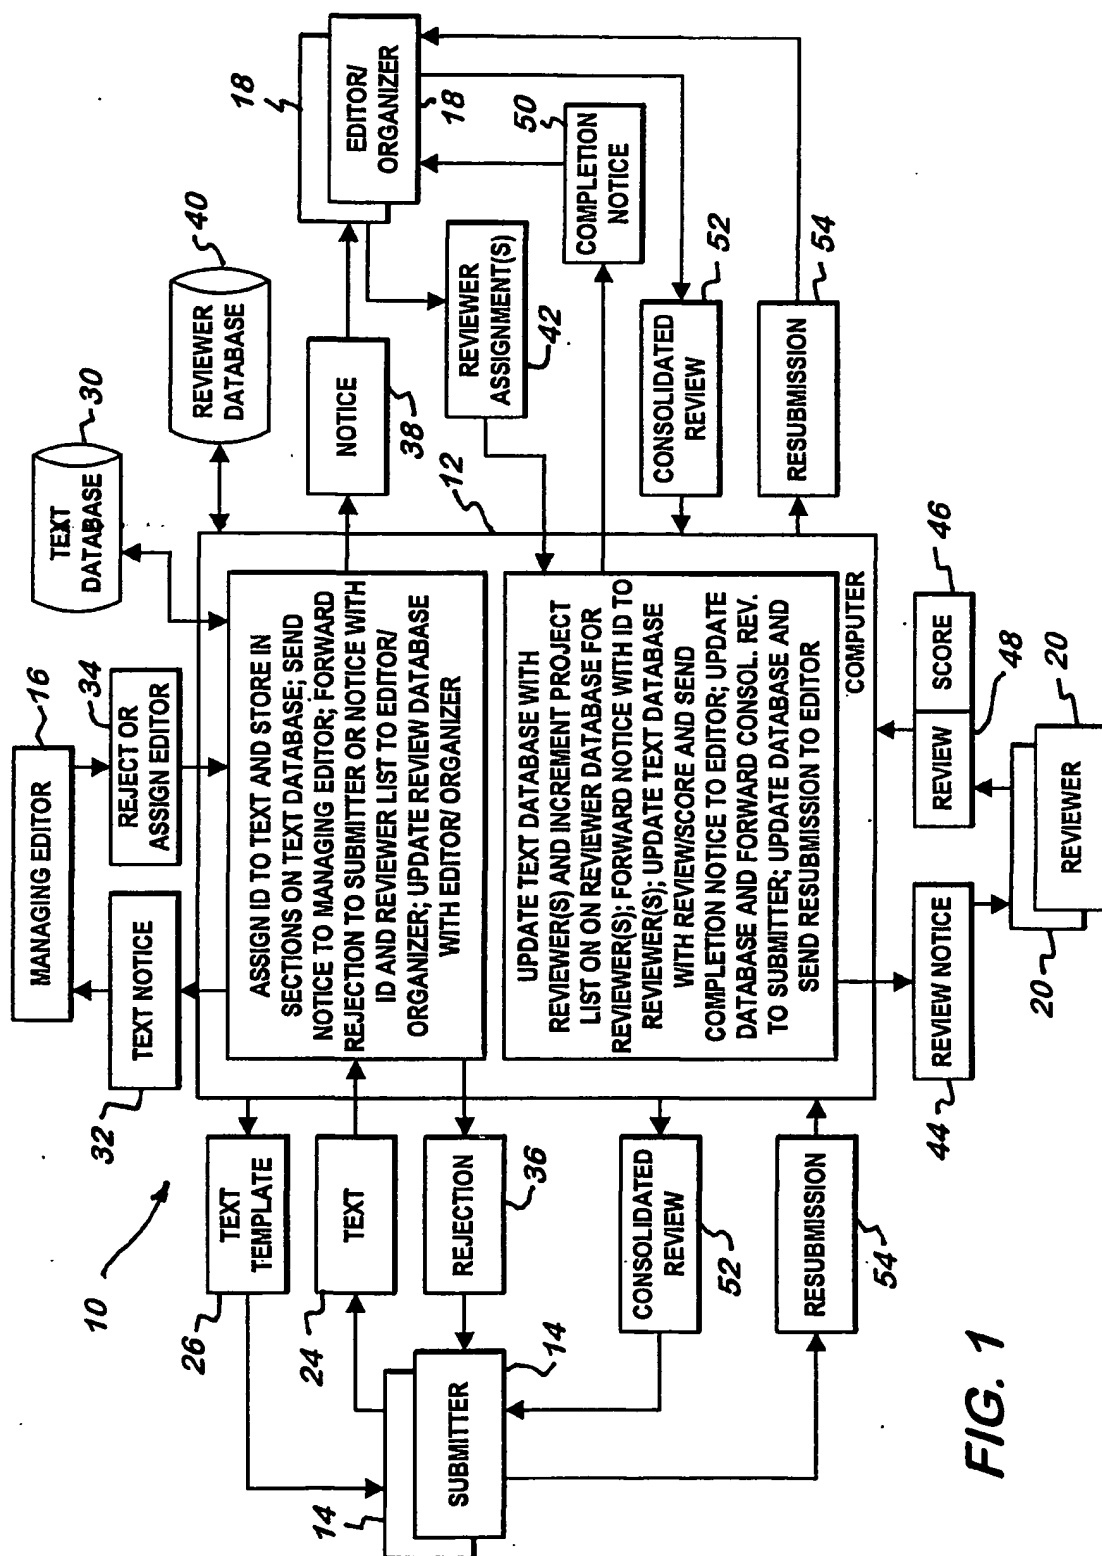 10
16
MANAGING EDITOR
32
TEXT NOTICE
34
REJECT OR
ASSIGN EDITOR
30
TEXT
DATABASE
40
REVIEWER
DATABASE
26
TEXT
TEMPLATE
24
TEXT
REJECTION
36
14
SUBMITTER
14
12
ASSIGN ID TO TEXT AND STORE IN
SECTIONS ON TEXT DATABASE; SEND
NOTICE TO MANAGING EDITOR; FORWARD
REJECTION TO SUBMITTER OR NOTICE WITH
ID AND REVIEWER LIST TO EDITOR/
ORGANIZER; UPDATE REVIEW DATABASE
WITH EDITOR/ ORGANIZER
NOTICE
38
18
EDITOR/
ORGANIZER
18
REVIEWER
ASSIGNMENT(S)
42
50
COMPLETION
NOTICE
UPDATE TEXT DATABASE WITH
REVIEWER(S) AND INCREMENT PROJECT
LIST ON ON REVIEWER DATABASE FOR
REVIEWER(S); FORWARD NOTICE WITH ID TO
REVIEWER(S); UPDATE TEXT DATABASE
WITH REVIEW/SCORE AND SEND
COMPLETION NOTICE TO EDITOR; UPDATE
DATABASE AND FORWARD CONSOL. REV.
TO SUBMITTER; UPDATE DATABASE AND
SEND RESUBMISSION TO EDITOR
COMPUTER
CONSOLIDATED
REVIEW
52
RESUBMISSION
54
CONSOLIDATED
REVIEW
52
RESUBMISSION
54
44
REVIEW NOTICE
REVIEW
SCORE
46
48
20
REVIEWER
20
FIG. 1